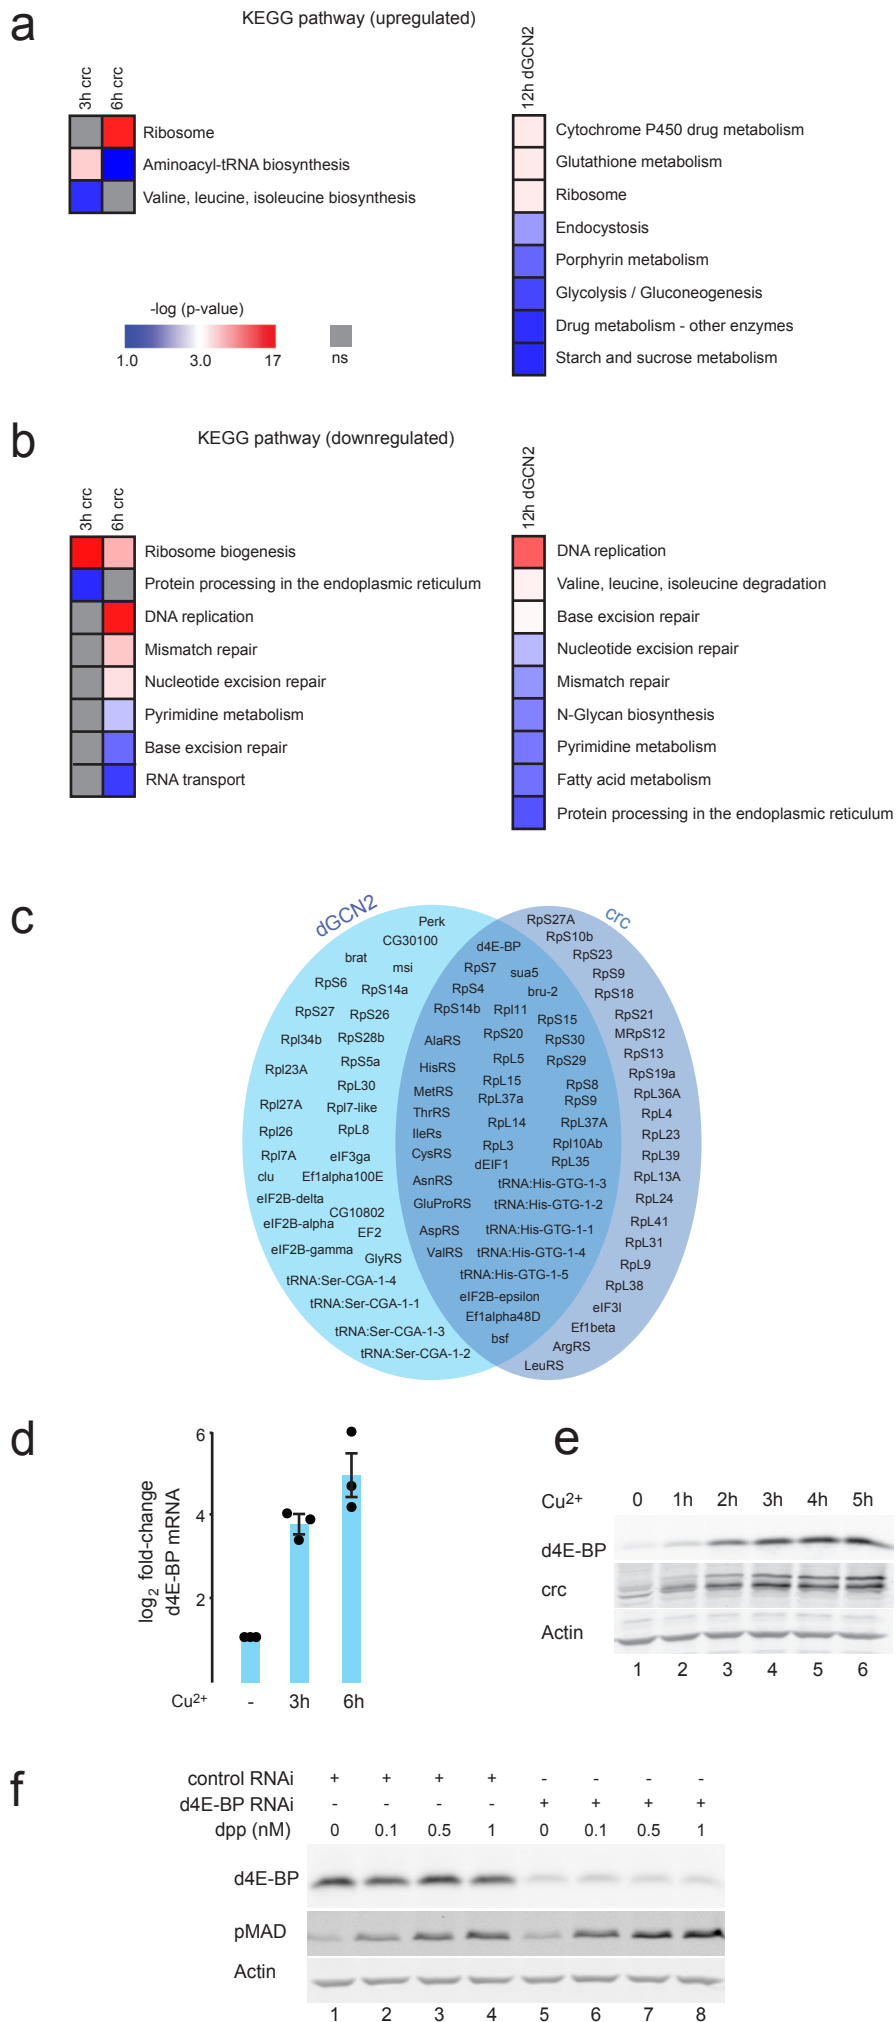 a
KEGG pathway (upregulated)
3h crc
6h crc
Ribosome
Aminoacyl-tRNA biosynthesis
Valine, leucine, isoleucine biosynthesis
-log (p-value)
1.0 3.0 17
ns
12h dGCN2
Cytochrome P450 drug metabolism
Glutathione metabolism
Ribosome
Endocystosis
Porphyrin metabolism
Glycolysis / Gluconeogenesis
Drug metabolism - other enzymes
Starch and sucrose metabolism
b
KEGG pathway (downregulated)
3h crc
6h crc
Ribosome biogenesis
Protein processing in the endoplasmic reticulum
DNA replication
Mismatch repair
Nucleotide excision repair
Pyrimidine metabolism
Base excision repair
RNA transport
12h dGCN2
DNA replication
Valine, leucine, isoleucine degradation
Base excision repair
Nucleotide excision repair
Mismatch repair
N-Glycan biosynthesis
Pyrimidine metabolism
Fatty acid metabolism
Protein processing in the endoplasmic reticulum
c
dGCN2
crc
Perk
CG30100
brat
msi
RpS6
RpS14a
RpS27
RpS26
Rpl34b
RpS28b
Rpl23A
RpS5a
RpL30
Rpl27A
Rpl7-like
Rpl26
RpL8
Rpl7A
eIF3ga
clu
Ef1alpha100E
eIF2B-delta
CG10802
eIF2B-alpha
EF2
eIF2B-gamma
GlyRS
tRNA:Ser-CGA-1-4
tRNA:Ser-CGA-1-1
tRNA:Ser-CGA-1-3
tRNA:Ser-CGA-1-2
d4E-BP
RpS7
sua5
RpS4
bru-2
RpS14b
Rpl11
RpS15
AlaRS
RpS20
RpS30
HisRS
RpL5
RpS29
MetRS
RpL15
RpS8
RpL37a
RpS9
ThrRS
RpL14
RpL37A
IleRs
RpL3
Rpl10Ab
CysRS
dEIF1
RpL35
AsnRS
tRNA:His-GTG-1-3
GluProRS
tRNA:His-GTG-1-2
AspRS
tRNA:His-GTG-1-1
ValRS
tRNA:His-GTG-1-4
tRNA:His-GTG-1-5
eIF2B-epsilon
Ef1alpha48D
bsf
RpS27A
RpS10b
RpS23
RpS9
RpS18
RpS21
MRpS12
RpS13
RpS19a
RpL36A
RpL4
RpL23
RpL39
RpL13A
RpL24
RpL41
RpL31
RpL9
RpL38
eIF3l
Ef1beta
ArgRS
LeuRS
d
log2 fold-change
d4E-BP mRNA
6
4
2
Cu2+ - 3h 6h
e
Cu2+ 0 1h 2h 3h 4h 5h
d4E-BP
crc
Actin
1 2 3 4 5 6
f
control RNAi + + + + - - - -
d4E-BP RNAi - - - - + + + +
dpp (nM) 0 0.1 0.5 1 0 0.1 0.5 1
d4E-BP
pMAD
Actin
1 2 3 4 5 6 7 8